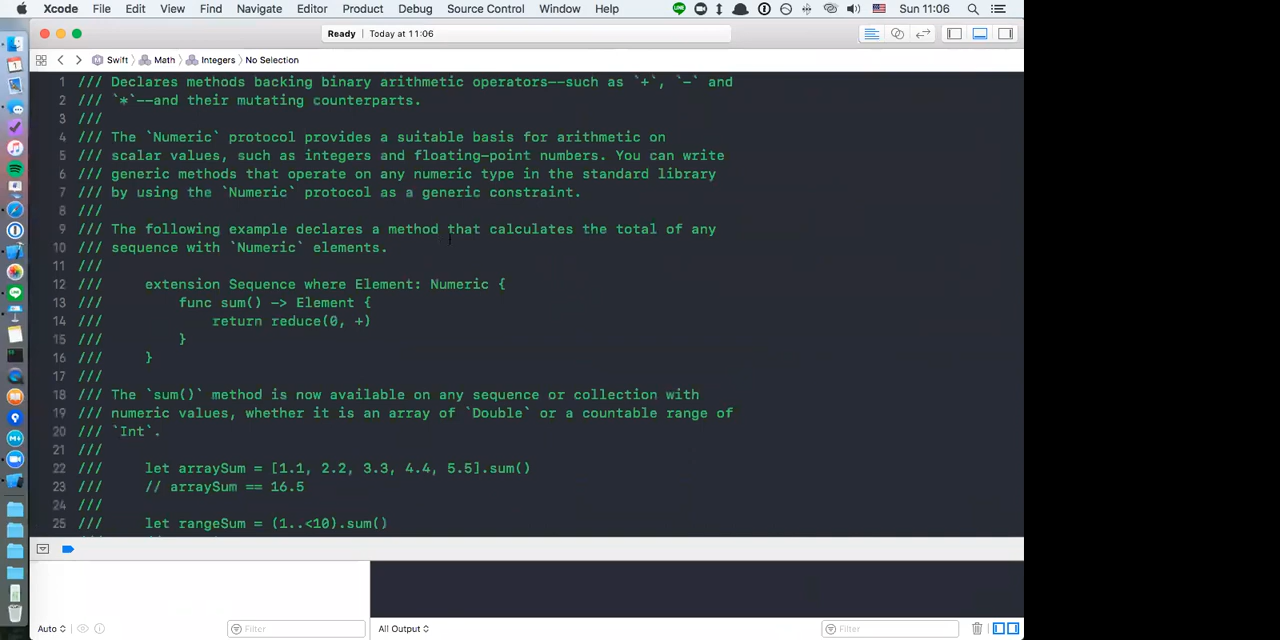 Xcode File Edit View Find Navigate Editor Product Debug Source Control Window Help Sun 11:06
Ready | Today at 11:06
Swift Math Integers No Selection
1 /// Declares methods backing binary arithmetic operators--such as `+`, `-` and
2 /// `*`--and their mutating counterparts.
3 ///
4 /// The `Numeric` protocol provides a suitable basis for arithmetic on
5 /// scalar values, such as integers and floating-point numbers. You can write
6 /// generic methods that operate on any numeric type in the standard library
7 /// by using the `Numeric` protocol as a generic constraint.
8 ///
9 /// The following example declares a method that calculates the total of any
10 /// sequence with `Numeric` elements.
11 ///
12 /// extension Sequence where Element: Numeric {
13 /// func sum() -> Element {
14 /// return reduce(0, +)
15 /// }
16 /// }
17 ///
18 /// The `sum()` method is now available on any sequence or collection with
19 /// numeric values, whether it is an array of `Double` or a countable range of
20 /// `Int`.
21 ///
22 /// let arraySum = [1.1, 2.2, 3.3, 4.4, 5.5].sum()
23 /// // arraySum == 16.5
24 ///
25 /// let rangeSum = (1..<10).sum()
Auto Filter All Output Filter